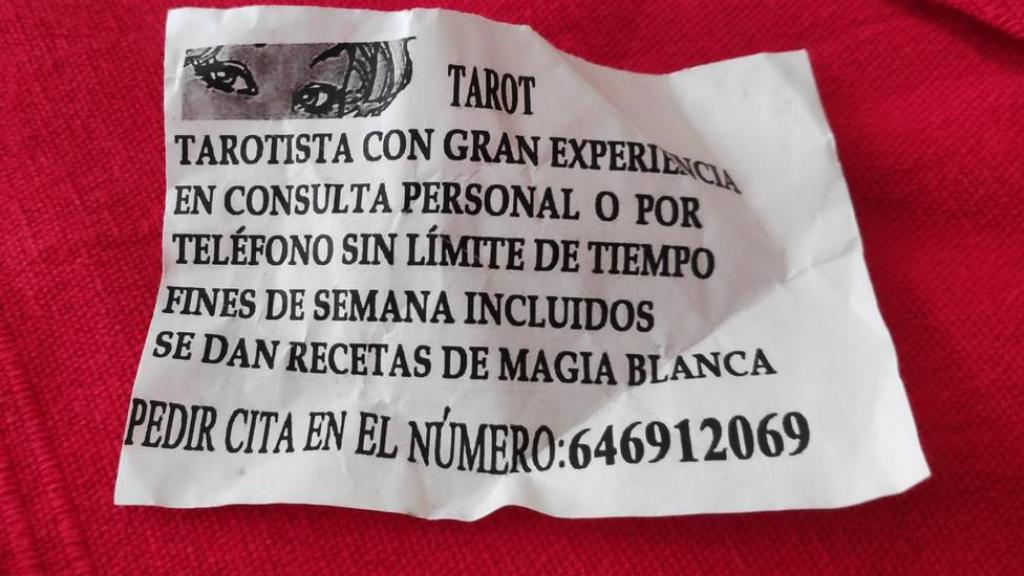 TAROT
TAROTISTA CON GRAN EXPERIENCIA
EN CONSULTA PERSONAL O POR
TELÉFONO SIN LÍMITE DE TIEMPO
FINES DE SEMANA INCLUIDOS
SE DAN RECETAS DE MAGIA BLANCA
PEDIR CITA EN EL NÚMERO:646912069